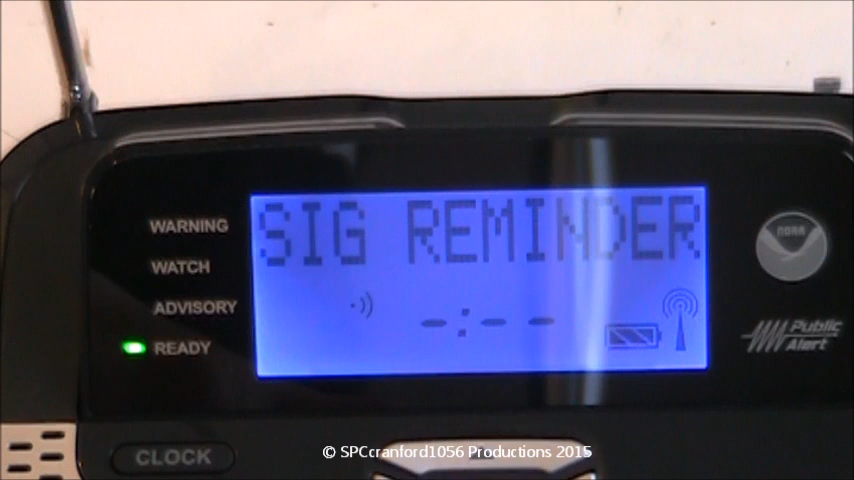 SIG REMINDER
WARNING
WATCH
ADVISORY
READY
-:--
NOAA
Public
Alert
CLOCK
© SPCcranford1056 Productions 2015